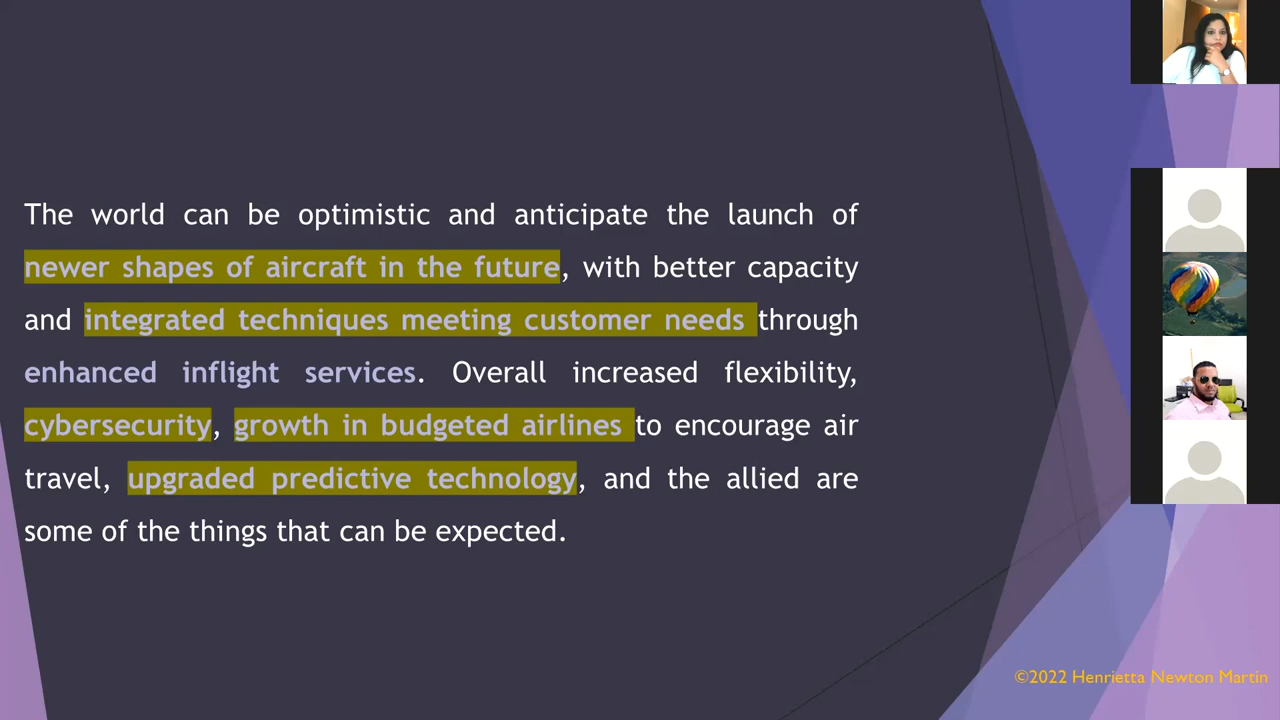 The world can be optimistic and anticipate the launch of
newer shapes of aircraft in the future, with better capacity
and integrated techniques meeting customer needs through
enhanced inflight services. Overall increased flexibility,
cybersecurity, growth in budgeted airlines to encourage air
travel, upgraded predictive technology, and the allied are
some of the things that can be expected.
©2022 Henrietta Newton Martin